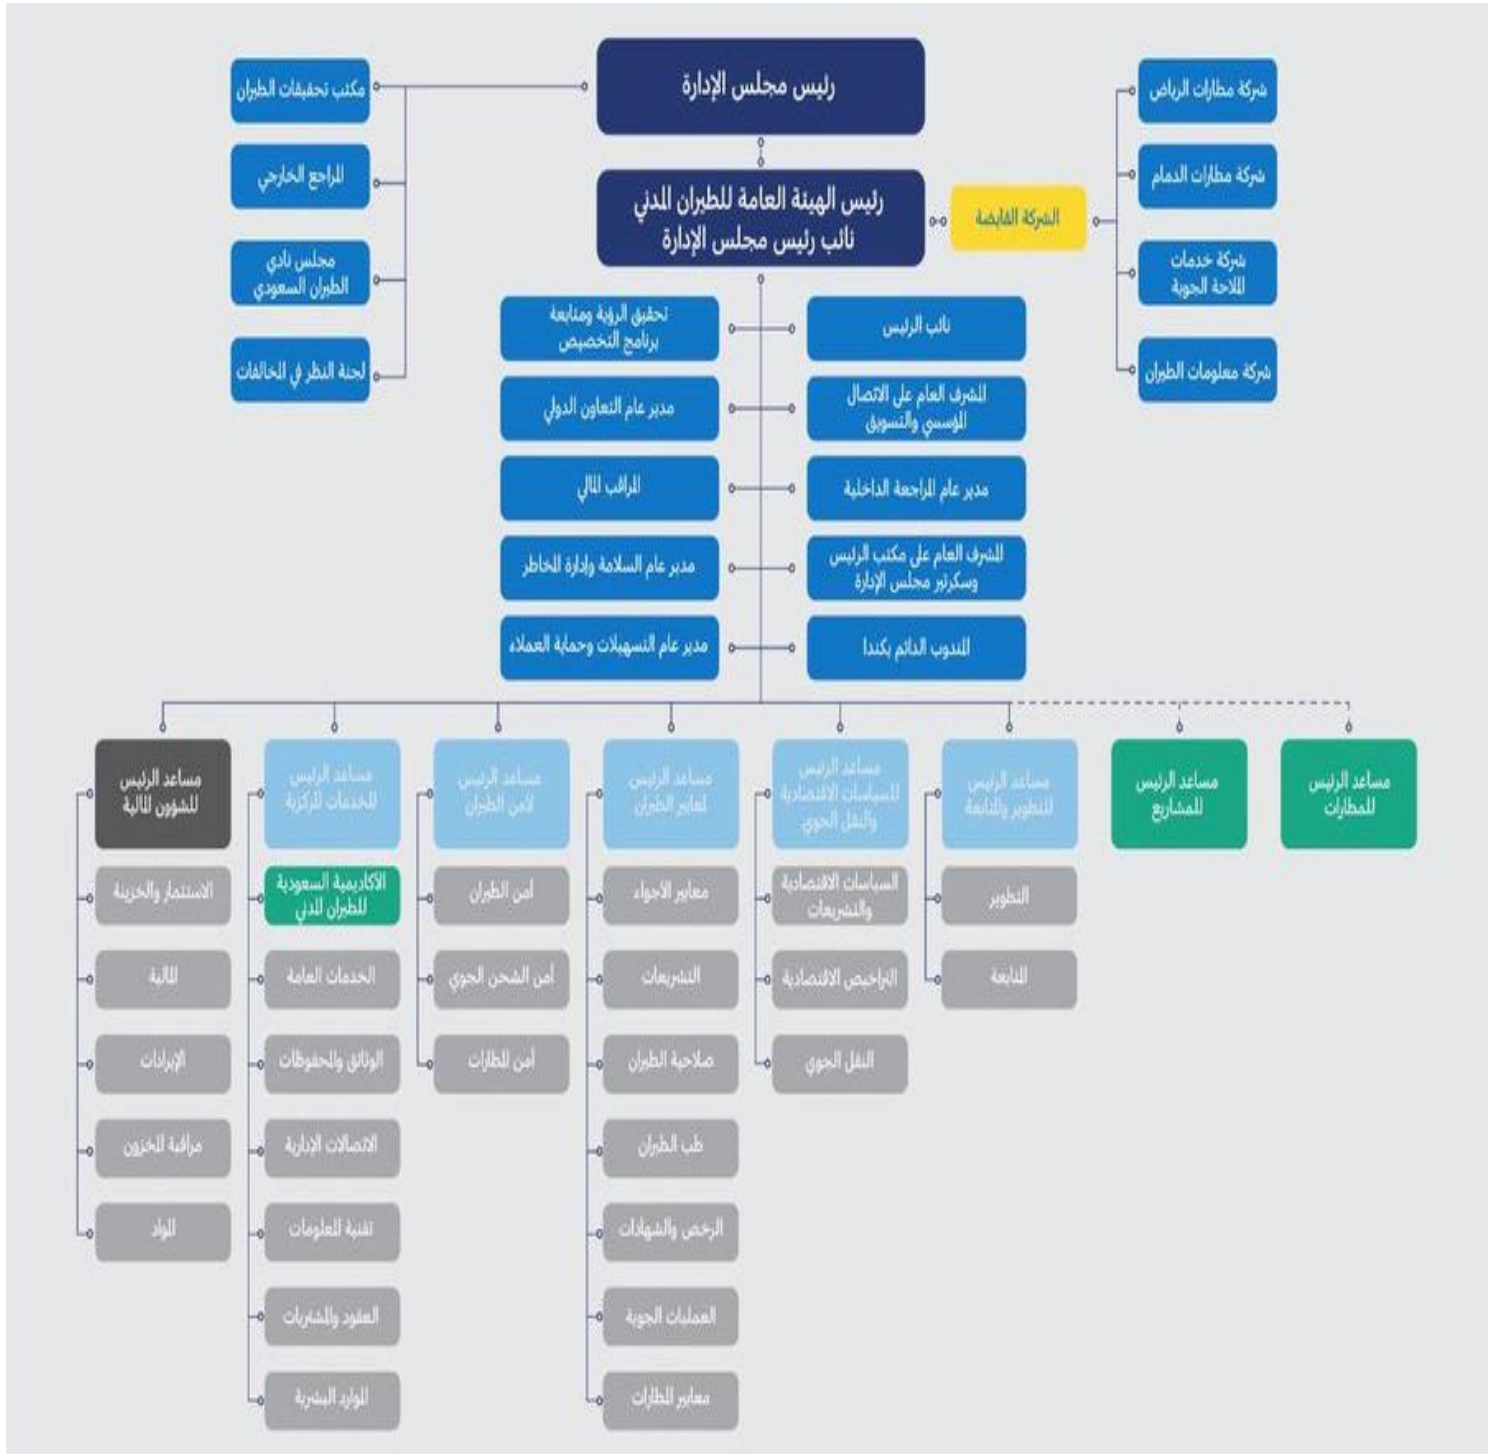 رئيس مجلس الإدارة
رئيس الهيئة العامة للطيران المدني
نائب رئيس مجلس الإدارة
الشركة القابضة
شركة مطارات الرياض
شركة مطارات الدمام
شركة خدمات
الملاحة الجوية
شركة معلومات الطيران
مكتب تحقيقات الطيران
المراجع الخارجي
مجلس نادي
الطيران السعودي
لجنة النظر في المخالفات
نائب الرئيس
تحقيق الرؤية ومتابعة
برنامج التخصيص
المشرف العام على الاتصال
المؤسسي والتسويق
مدير عام التعاون الدولي
مدير عام المراجعة الداخلية
المراقب المالي
المشرف العام على مكتب الرئيس
وسكرتير مجلس الإدارة
مدير عام السلامة وإدارة المخاطر
المندوب الدائم بكندا
مدير عام التسهيلات وحماية العملاء
مساعد الرئيس
للمطارات
مساعد الرئيس
للمشاريع
مساعد الرئيس
للتطوير والمتابعة
التطوير
المتابعة
مساعد الرئيس
للسياسات الاقتصادية
والنقل الجوي
السياسات الاقتصادية
والتشريعات
التراخيص الاقتصادية
النقل الجوي
مساعد الرئيس
لمعايير الطيران
معايير الأجواء
التشريعات
صلاحية الطيران
طب الطيران
الرخص والشهادات
العمليات الجوية
معايير المطارات
مساعد الرئيس
لأمن الطيران
أمن الطيران
أمن الشحن الجوي
أمن المطارات
مساعد الرئيس
للخدمات المركزية
الأكاديمية السعودية
للطيران المدني
الخدمات العامة
الوثائق والمحفوظات
الاتصالات الإدارية
تقنية المعلومات
العقود والمشتريات
الموارد البشرية
مساعد الرئيس
للشؤون المالية
الاستثمار والخزينة
المالية
الإيرادات
مراقبة المخزون
المواد